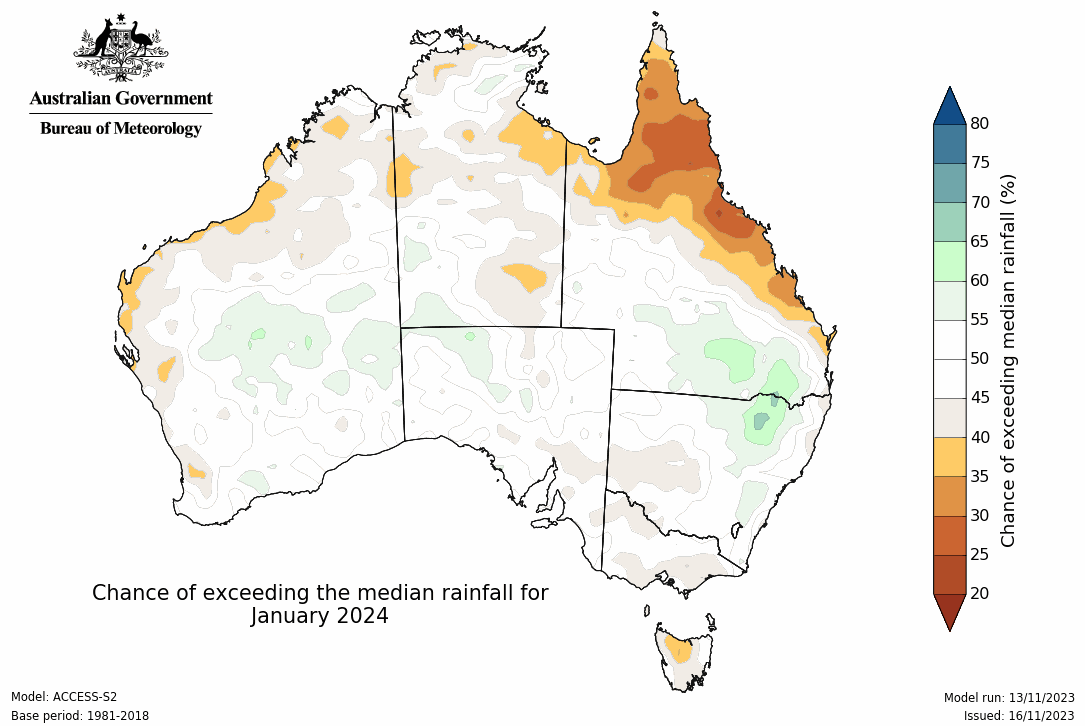 Australian Government
Bureau of Meteorology
80
75
70
65
60
55
50
45
40
35
30
25
20
Chance of exceeding median rainfall (%)
Chance of exceeding the median rainfall for
January 2024
Model: ACCESS-S2
Base period: 1981-2018
Model run: 13/11/2023
Issued: 16/11/2023